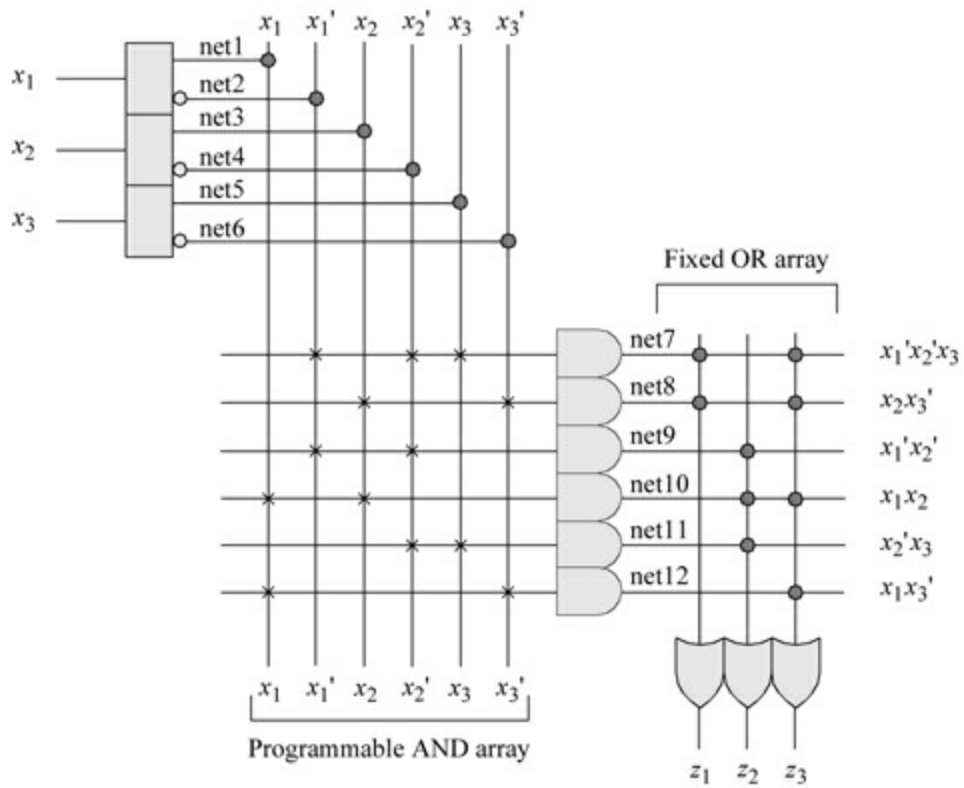 x₁ x₁' x₂ x₂' x₃ x₃'
net1
x₁
net2
net3
x₂
net4
net5
x₃
net6
Fixed OR array
net7
x₁'x₂'x₃
net8
x₂x₃'
net9
x₁'x₂'
net10
x₁x₂
net11
x₂'x₃
net12
x₁x₃'
x₁ x₁' x₂ x₂' x₃ x₃'
Programmable AND array
z₁ z₂ z₃